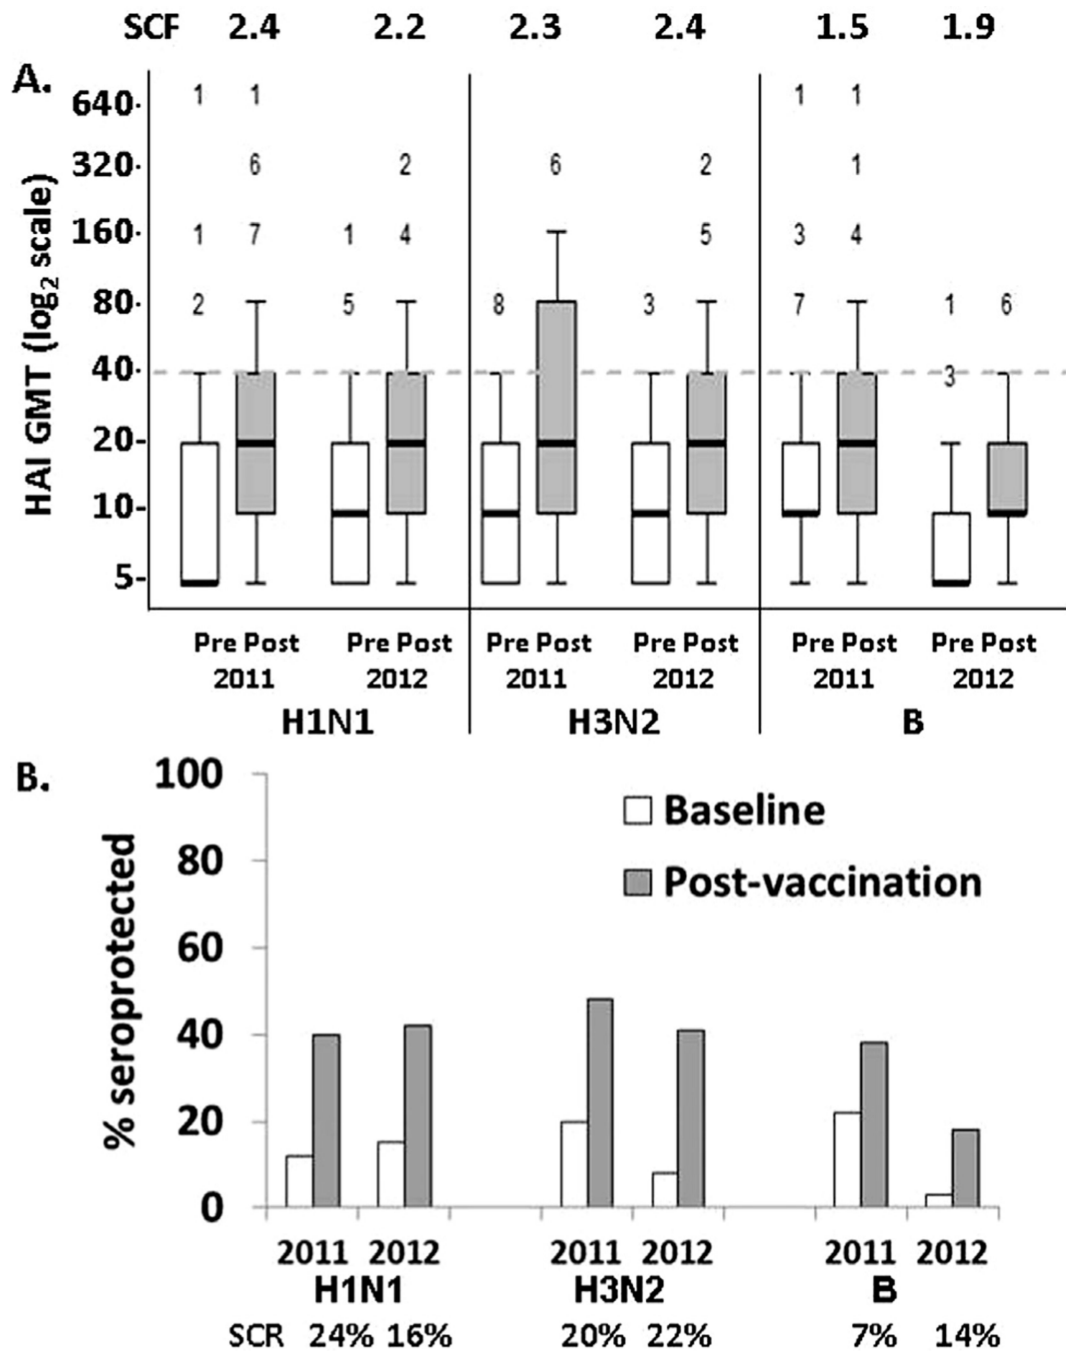 SCF 2.4 2.2 2.3 2.4 1.5 1.9
A.
HAI GMT (log2 scale)
640 1 1 1 1
320 6 2 6 2 1
160 1 7 1 4 5 3 4
80 2 5 8 3 7 1 6
40 3
20
10
5
Pre Post Pre Post Pre Post Pre Post Pre Post Pre Post
2011 2012 2011 2012 2011 2012
H1N1 H3N2 B
B.
% seroprotected
100
80
60
40
20
0
Baseline
Post-vaccination
2011 2012 2011 2012 2011 2012
H1N1 H3N2 B
SCR 24% 16% 20% 22% 7% 14%